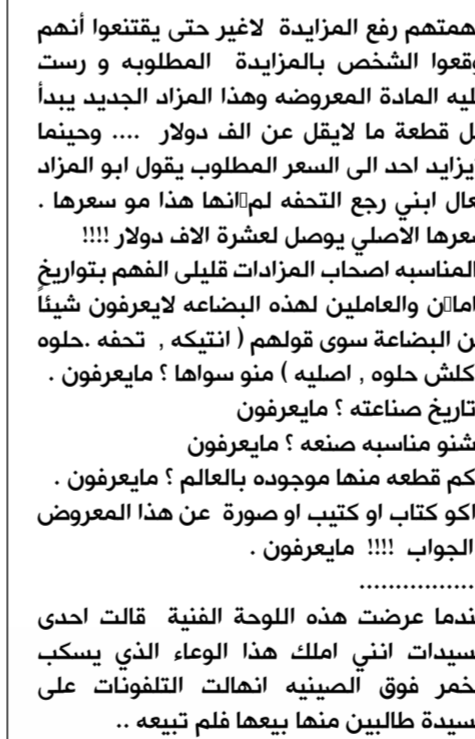 همتهم رفع المزايدة لاغير حتى يقتنعوا أنهم
وقعوا الشخص بالمزايدة المطلوبه و رست
ليه المادة المعروضه وهذا المزاد الجديد يبدأ
ل قطعة ما لايقل عن الف دولار .... وحينما
يزايد احد الى السعر المطلوب يقول ابو المزاد
عال ابني رجع التحفه لم▯انها هذا مو سعرها .
سعرها الاصلي يوصل لعشرة الاف دولار !!!!
المناسبه اصحاب المزادات قليلى الفهم بتواريخ
اما▯ن والعاملين لهذه البضاعه لايعرفون شيئاً
ن البضاعة سوى قولهم ( انتيكه , تحفه .حلوه
كلش حلوه , اصليه ) منو سواها ؟ مايعرفون .
تاريخ صناعته ؟ مايعرفون
شنو مناسبه صنعه ؟ مايعرفون
كم قطعه منها موجوده بالعالم ؟ مايعرفون .
اكو كتاب او كتيب او صورة عن هذا المعروض
الجواب !!!! مايعرفون .
................
ندما عرضت هذه اللوحة الفنية قالت احدى
سيدات انني املك هذا الوعاء الذي يسكب
خمر فوق الصينيه انهالت التلفونات على
سيدة طالبين منها بيعها فلم تبيعه ..